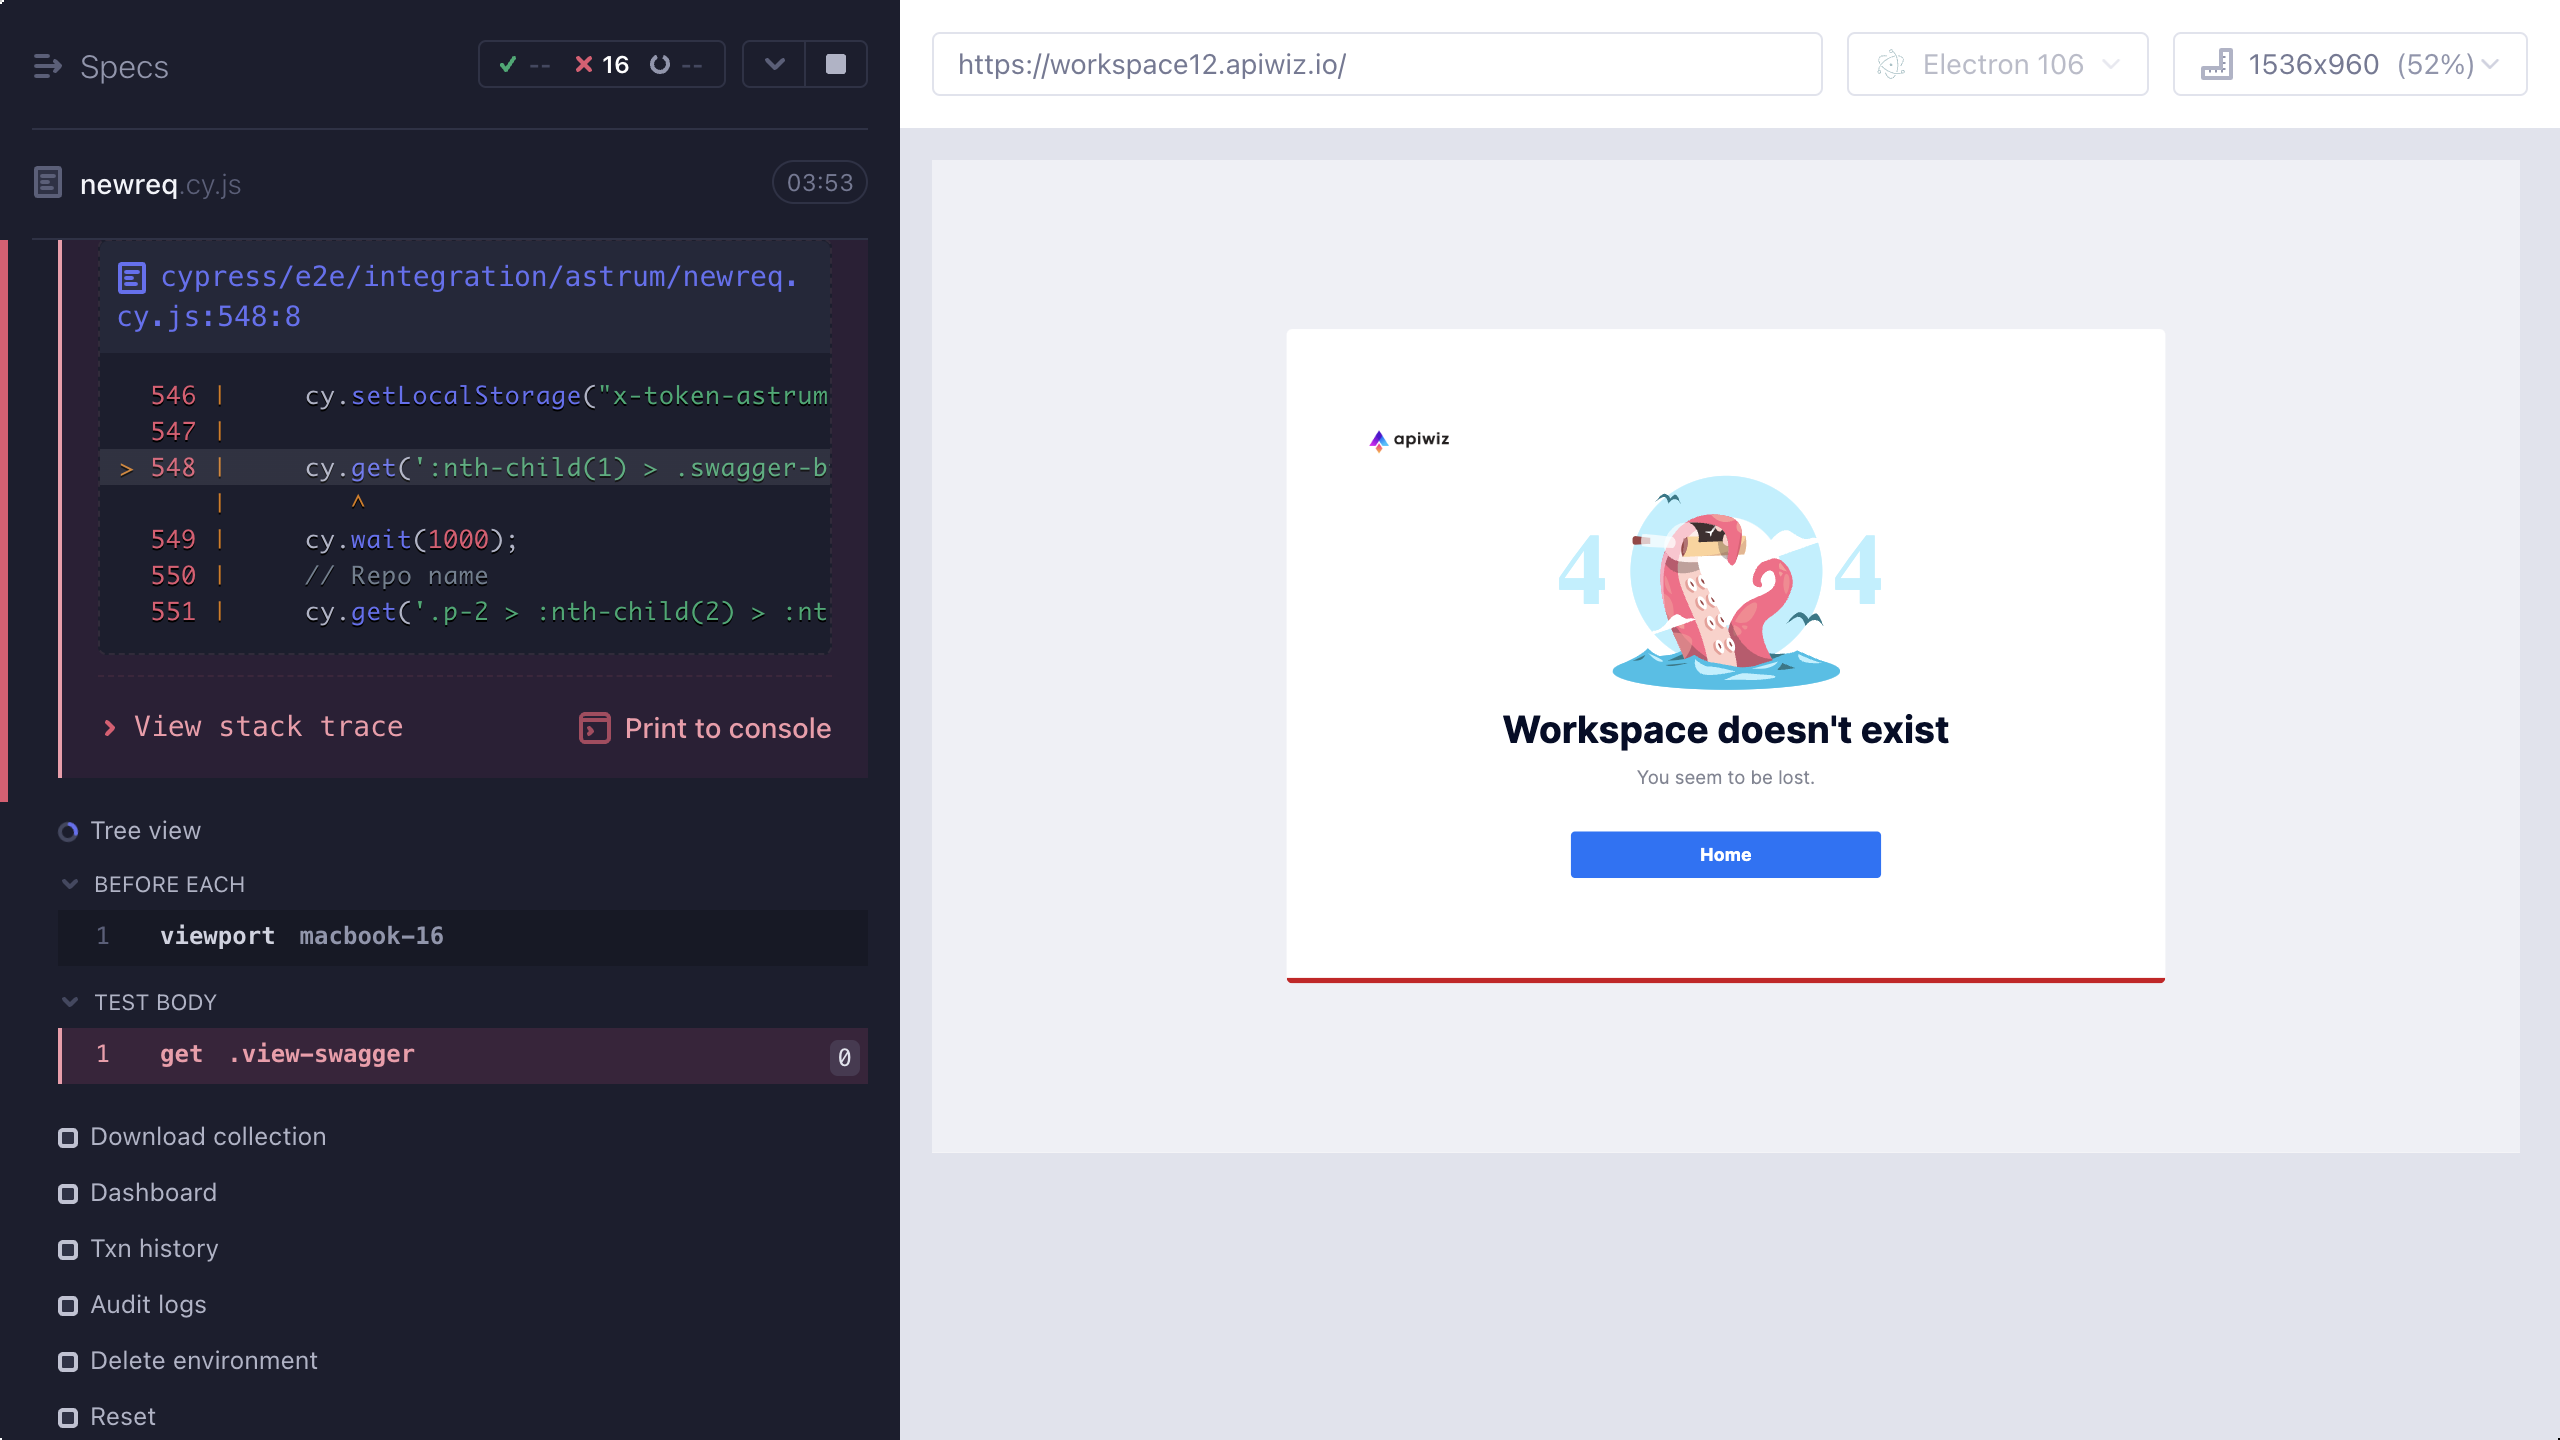 Specs
-- 16 --
newreq.cy.js
03:53
cypress/e2e/integration/astrum/newreq.
cy.js:548:8
546 | cy.setLocalStorage("x-token-astrum
547 |
> 548 | cy.get(':nth-child(1) > .swagger-b
| ^
549 | cy.wait(1000);
550 | // Repo name
551 | cy.get('.p-2 > :nth-child(2) > :nt
View stack trace
Print to console
Tree view
BEFORE EACH
1 viewport macbook-16
TEST BODY
1 get .view-swagger 0
Download collection
Dashboard
Txn history
Audit logs
Delete environment
Reset
https://workspace12.apiwiz.io/
Electron 106
1536x960 (52%)
apiwiz
4 4
Workspace doesn't exist
You seem to be lost.
Home